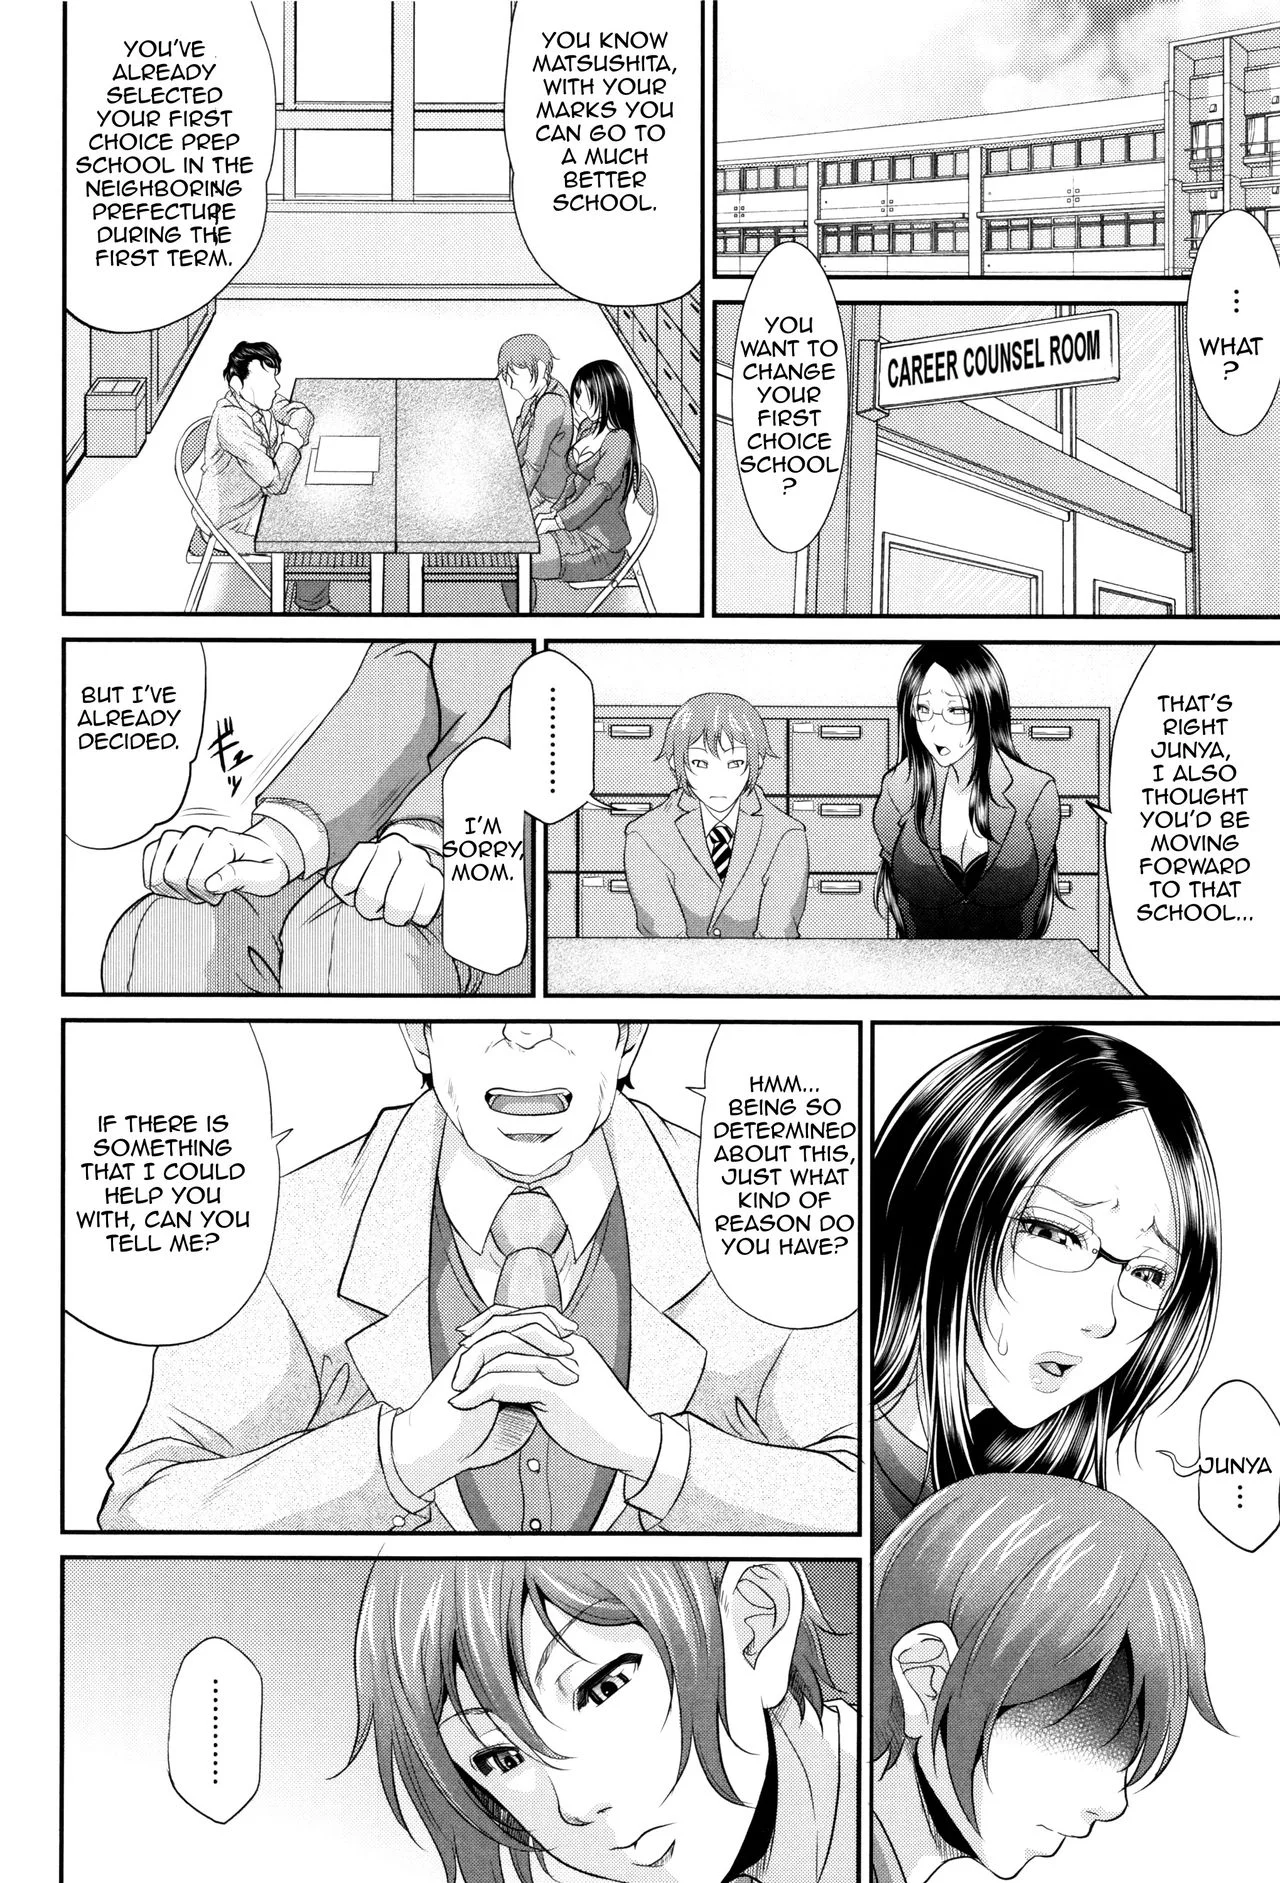 ...
WHAT
?
YOU
WANT TO
CHANGE
YOUR
FIRST
CHOICE
SCHOOL
?
CAREER COUNSEL ROOM
YOU KNOW
MATSUSHITA,
WITH YOUR
MARKS YOU
CAN GO TO
A MUCH
BETTER
SCHOOL.
YOU'VE
ALREADY
SELECTED
YOUR FIRST
CHOICE PREP
SCHOOL IN THE
NEIGHBORING
PREFECTURE
DURING THE
FIRST TERM.
THAT'S
RIGHT
JUNYA,
I ALSO
THOUGHT
YOU'D BE
MOVING
FORWARD
TO THAT
SCHOOL...
.........
I'M
SORRY,
MOM.
BUT I'VE
ALREADY
DECIDED.
ギュッ
JUNYA
...
HMM...
BEING SO
DETERMINED
ABOUT THIS,
JUST WHAT
KIND OF
REASON DO
YOU HAVE?
IF THERE IS
SOMETHING
THAT I COULD
HELP YOU
WITH, CAN YOU
TELL ME?
.........